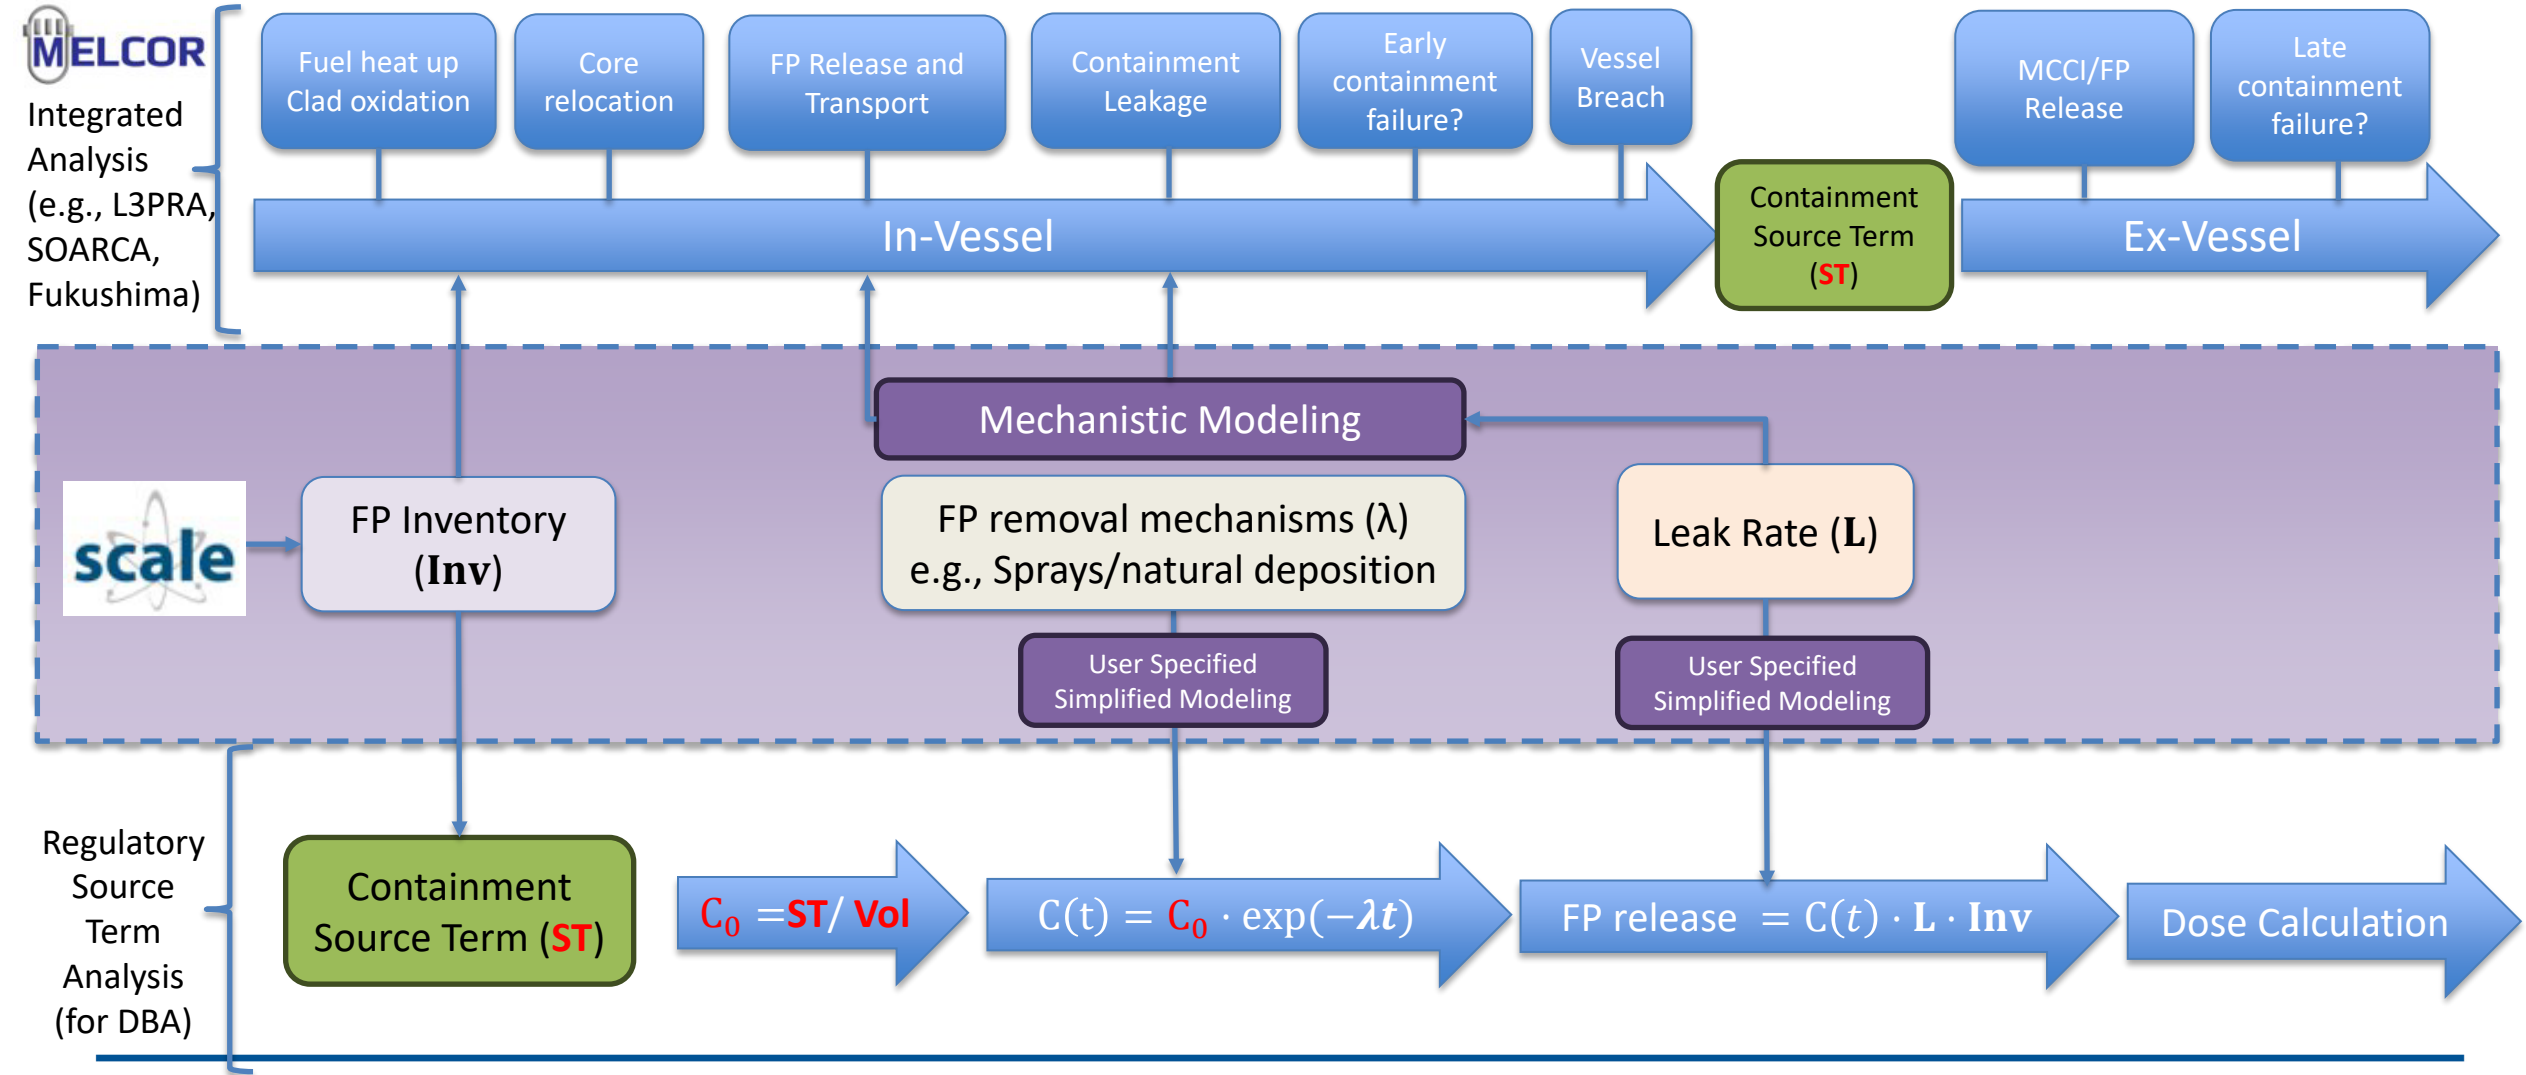 MELCOR
Integrated
Analysis
(e.g., L3PRA,
SOARCA,
Fukushima)
Fuel heat up
Clad oxidation
Core
relocation
FP Release and
Transport
Containment
Leakage
Early
containment
failure?
Vessel
Breach
MCCI/FP
Release
Late
containment
failure?
In-Vessel
Containment
Source Term
(ST)
Ex-Vessel
Mechanistic Modeling
scale
FP Inventory
(Inv)
FP removal mechanisms (λ)
e.g., Sprays/natural deposition
Leak Rate (L)
User Specified
Simplified Modeling
User Specified
Simplified Modeling
Regulatory
Source
Term
Analysis
(for DBA)
Containment
Source Term (ST)
C₀ =ST/ Vol
C(t) = C₀ · exp(−λt)
FP release = C(t) · L · Inv
Dose Calculation